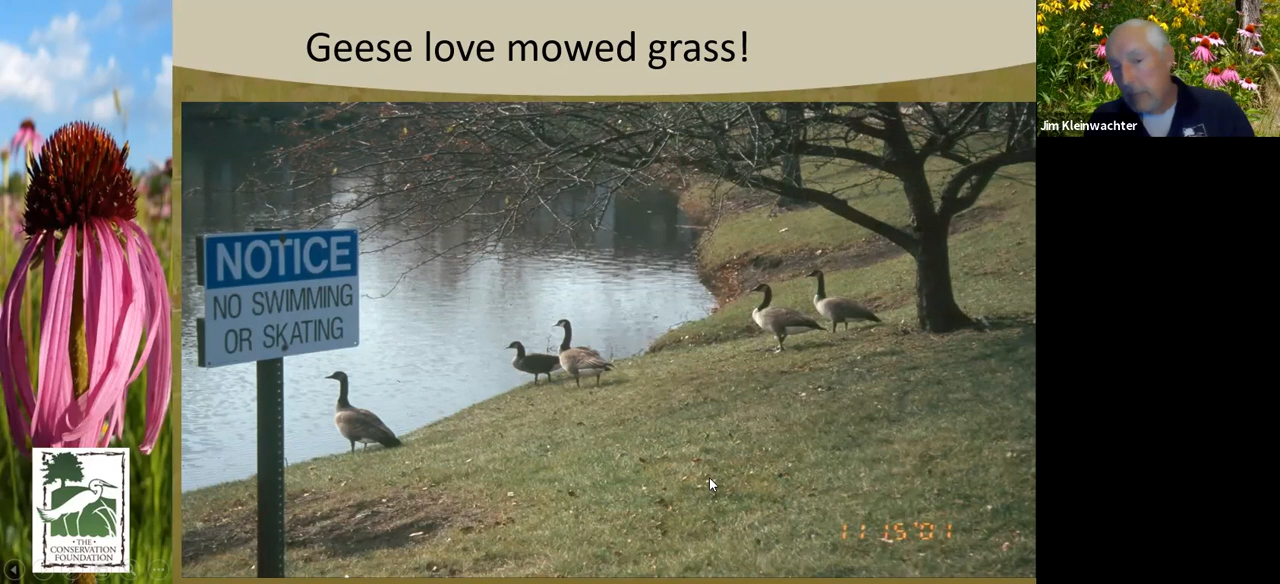 Geese love mowed grass!
Jim Kleinwachter
NOTICE
NO SWIMMING
OR SKATING
11 15 '01
• THE •
CONSERVATION
FOUNDATION